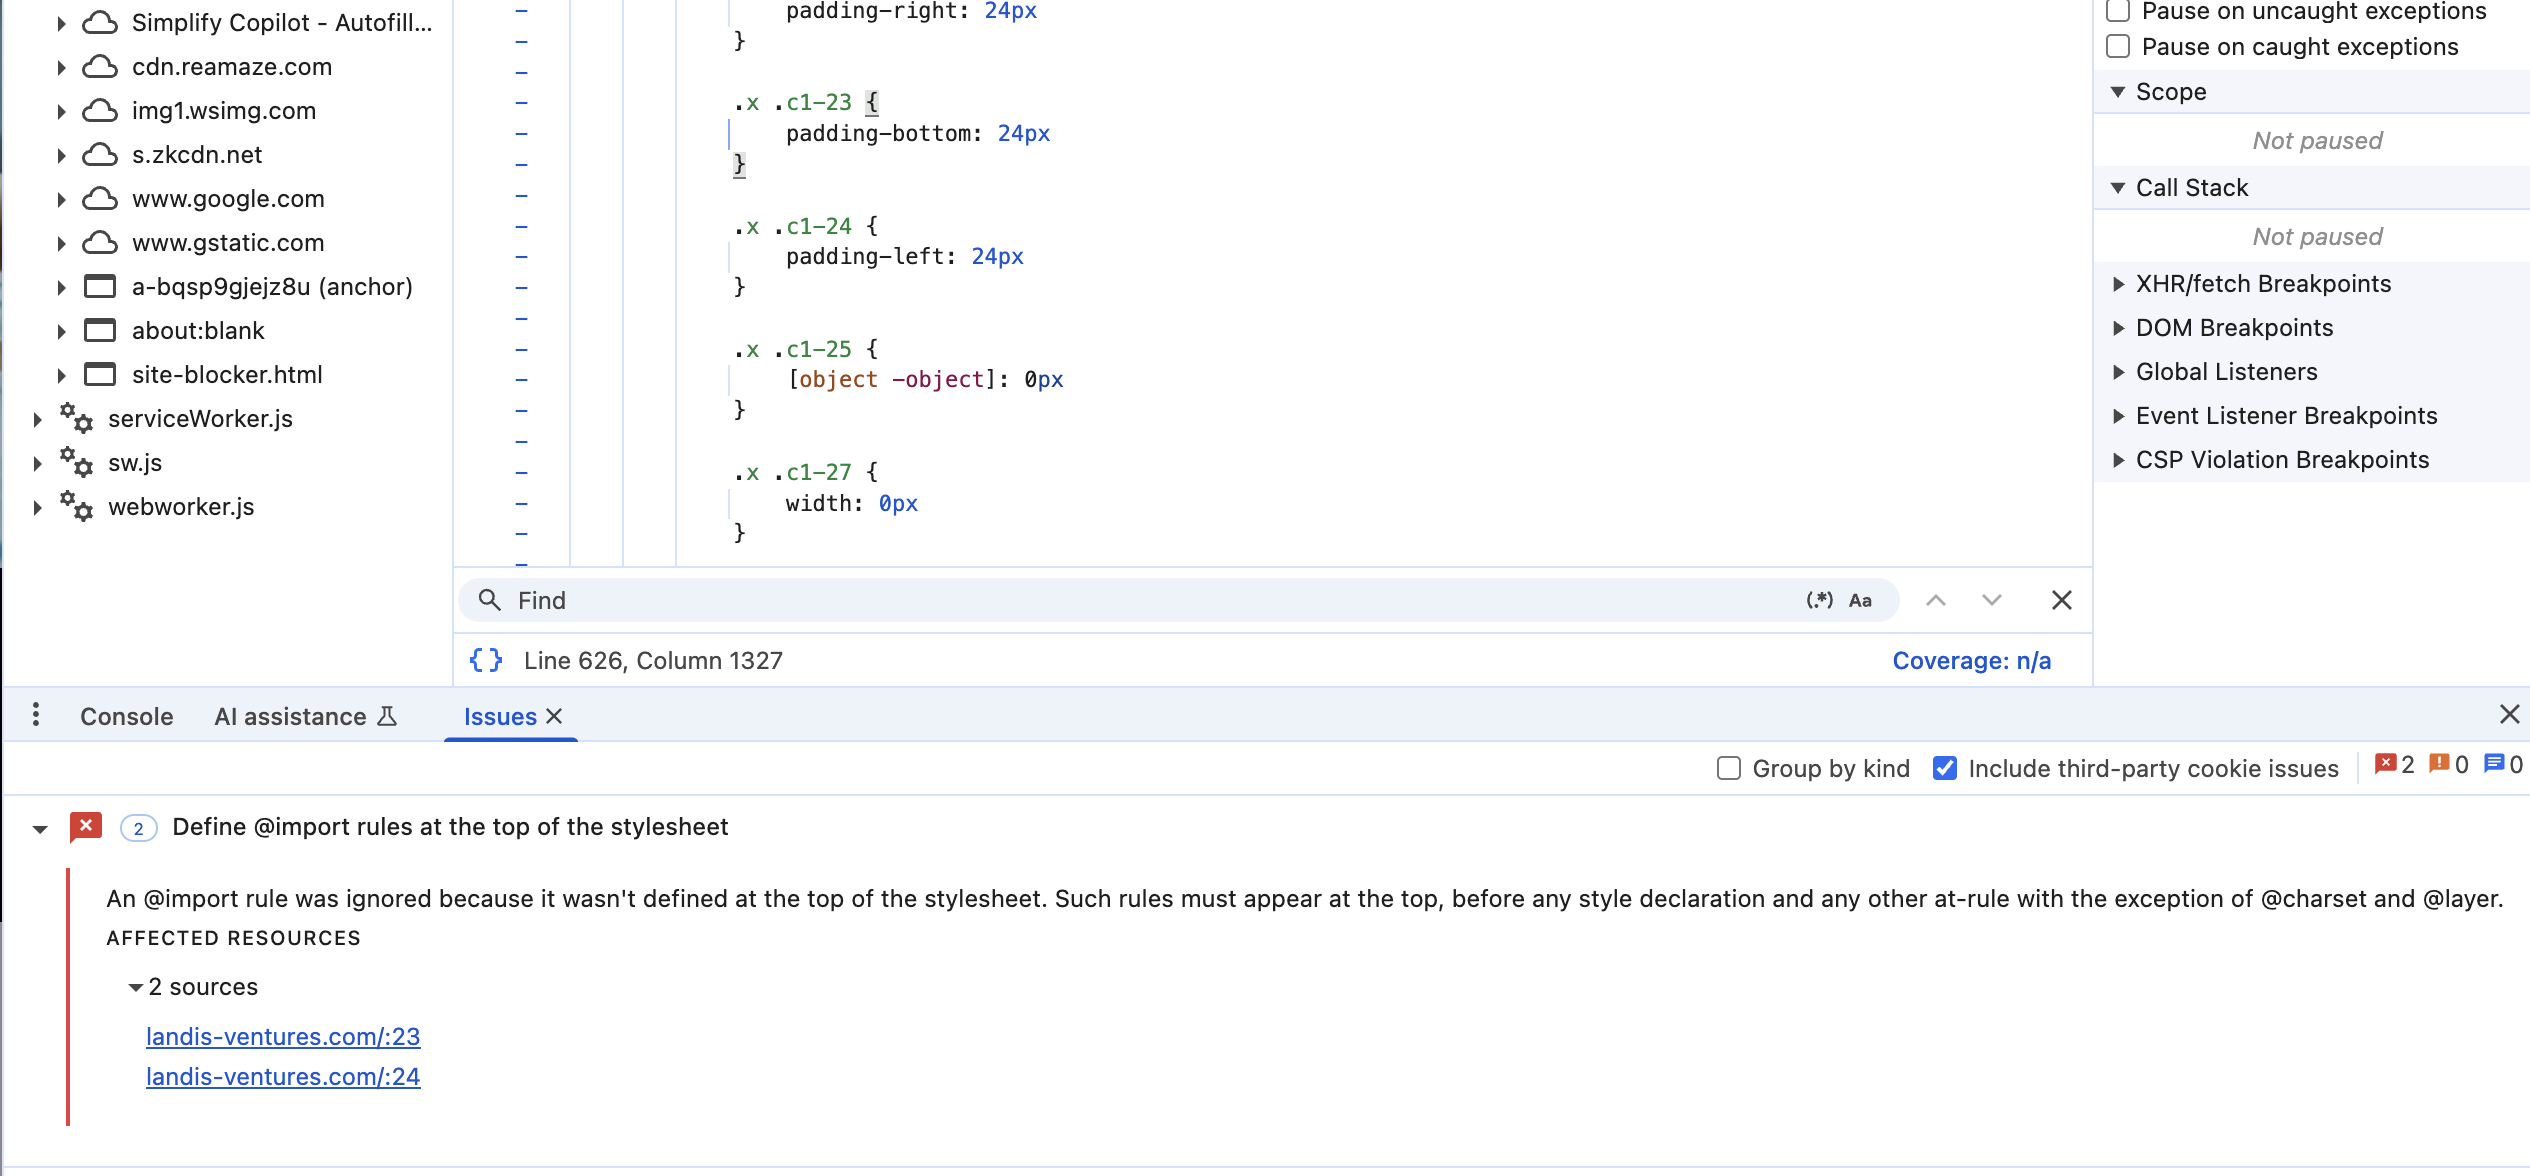 Simplify Copilot - Autofill...
cdn.reamaze.com
img1.wsimg.com
s.zkcdn.net
www.google.com
www.gstatic.com
a-bqsp9gjejz8u (anchor)
about:blank
site-blocker.html
serviceWorker.js
sw.js
webworker.js
padding-right: 24px
}
.x .c1-23 {
padding-bottom: 24px
}
.x .c1-24 {
padding-left: 24px
}
.x .c1-25 {
[object -object]: 0px
}
.x .c1-27 {
width: 0px
}
Find
(.*) Aa
{ } Line 626, Column 1327
Coverage: n/a
Pause on uncaught exceptions
Pause on caught exceptions
Scope
Not paused
Call Stack
Not paused
XHR/fetch Breakpoints
DOM Breakpoints
Global Listeners
Event Listener Breakpoints
CSP Violation Breakpoints
Console
AI assistance
Issues
Group by kind
Include third-party cookie issues
2 0 0
2 Define @import rules at the top of the stylesheet
An @import rule was ignored because it wasn't defined at the top of the stylesheet. Such rules must appear at the top, before any style declaration and any other at-rule with the exception of @charset and @layer.
AFFECTED RESOURCES
2 sources
landis-ventures.com/:23
landis-ventures.com/:24